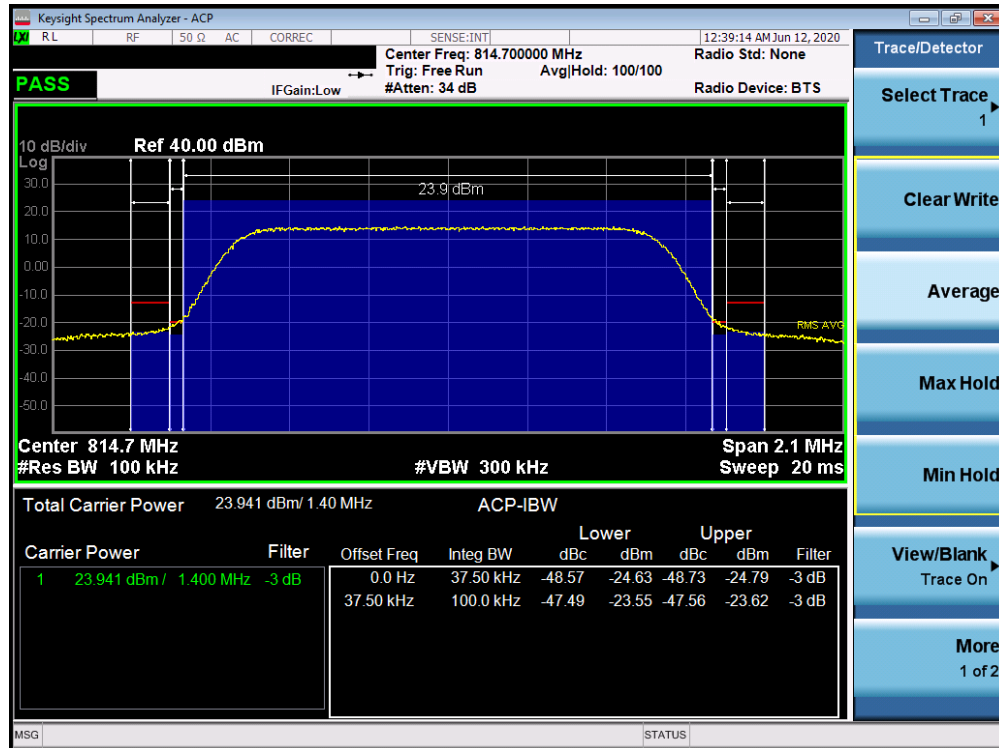 Keysight Spectrum Analyzer - ACP
LXI RL RF 50 Ω AC CORREC SENSE:INT 12:39:14 AM Jun 12, 2020
Center Freq: 814.700000 MHz Radio Std: None
Trig: Free Run Avg|Hold: 100/100
PASS IFGain:Low #Atten: 34 dB Radio Device: BTS
10 dB/div Ref 40.00 dBm
Log
30.0
23.9 dBm
20.0
10.0
0.00
-10.0
-20.0
RMS AVG
-30.0
-40.0
-50.0
Center 814.7 MHz Span 2.1 MHz
#Res BW 100 kHz #VBW 300 kHz Sweep 20 ms
Total Carrier Power 23.941 dBm/ 1.40 MHz ACP-IBW
Lower Upper
Carrier Power Filter Offset Freq Integ BW dBc dBm dBc dBm Filter
1 23.941 dBm / 1.400 MHz -3 dB 0.0 Hz 37.50 kHz -48.57 -24.63 -48.73 -24.79 -3 dB
37.50 kHz 100.0 kHz -47.49 -23.55 -47.56 -23.62 -3 dB
MSG STATUS
Trace/Detector
Select Trace
1
Clear Write
Average
Max Hold
Min Hold
View/Blank
Trace On
More
1 of 2